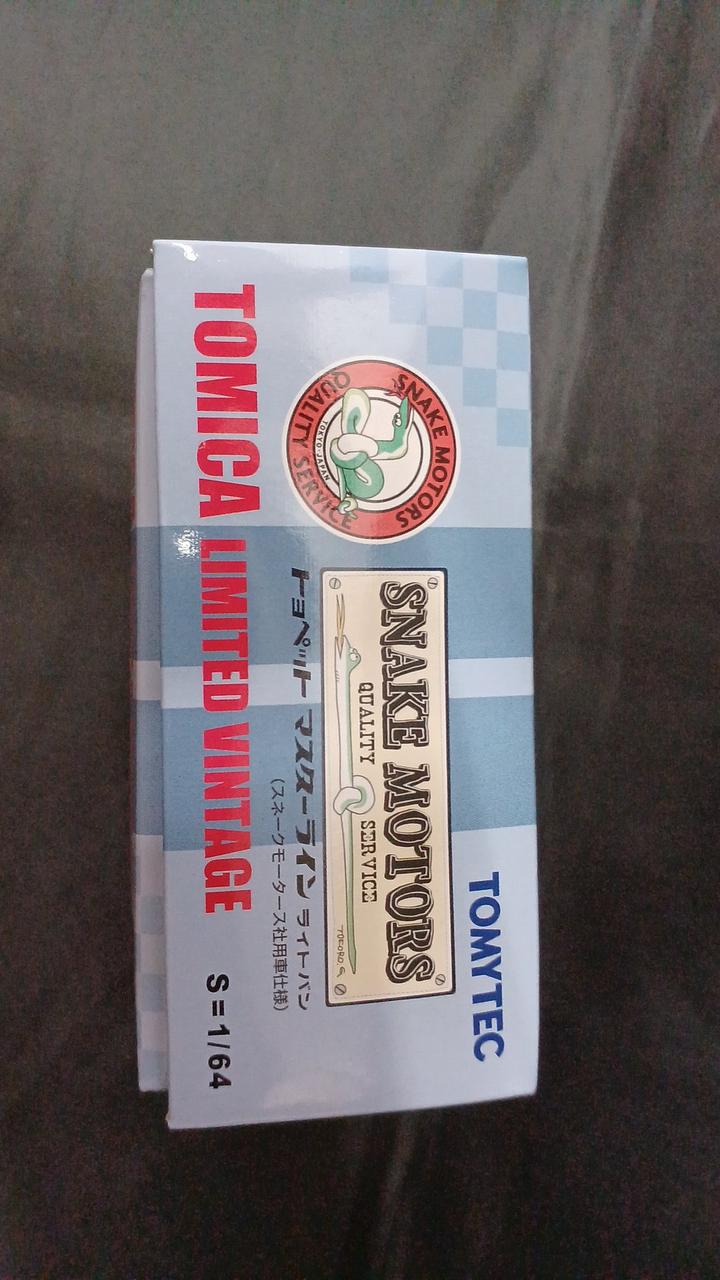 TOMYTEC
SNAKE MOTORS
QUALITY SERVICE
TOKYO JAPAN
SNAKE MOTORS
QUALITY SERVICE
トヨペット マスターライン ライトバン
(スネークモータース社用車仕様)
TOMICA LIMITED VINTAGE
S=1/64